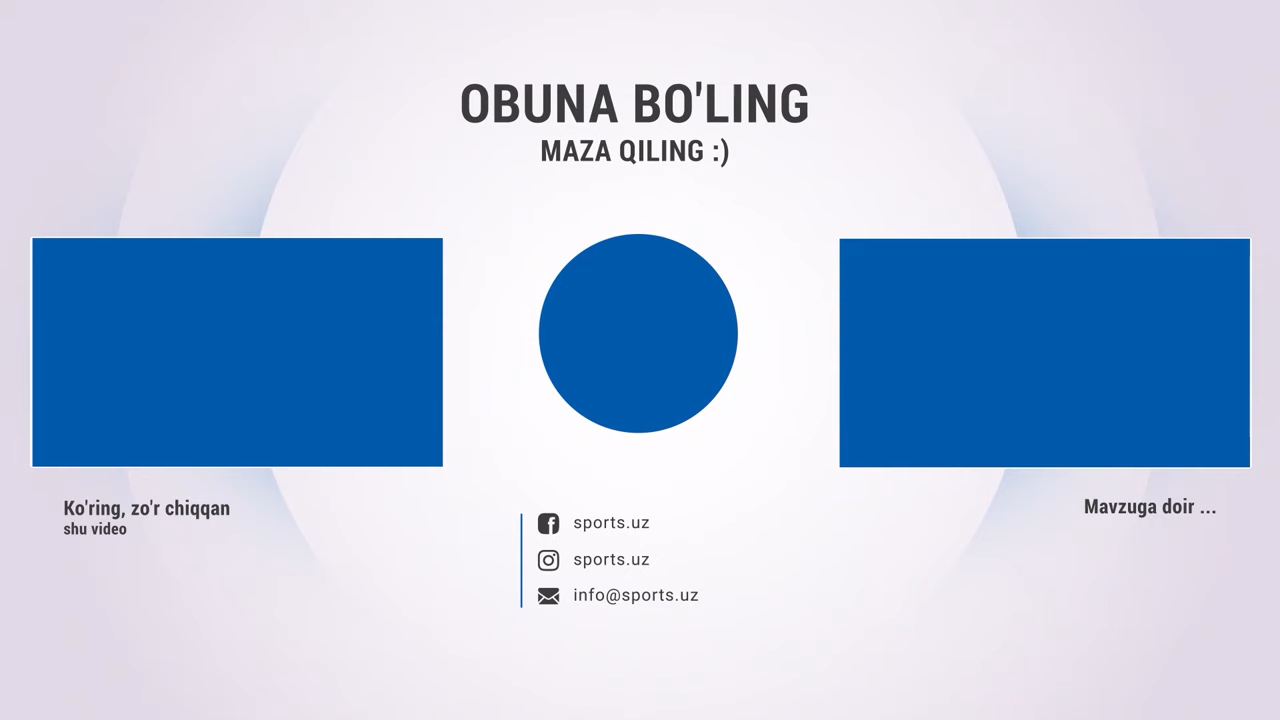 OBUNA BO'LING
MAZA QILING :)
Ko'ring, zo'r chiqqan
shu video
Mavzuga doir ...
sports.uz
sports.uz
info@sports.uz